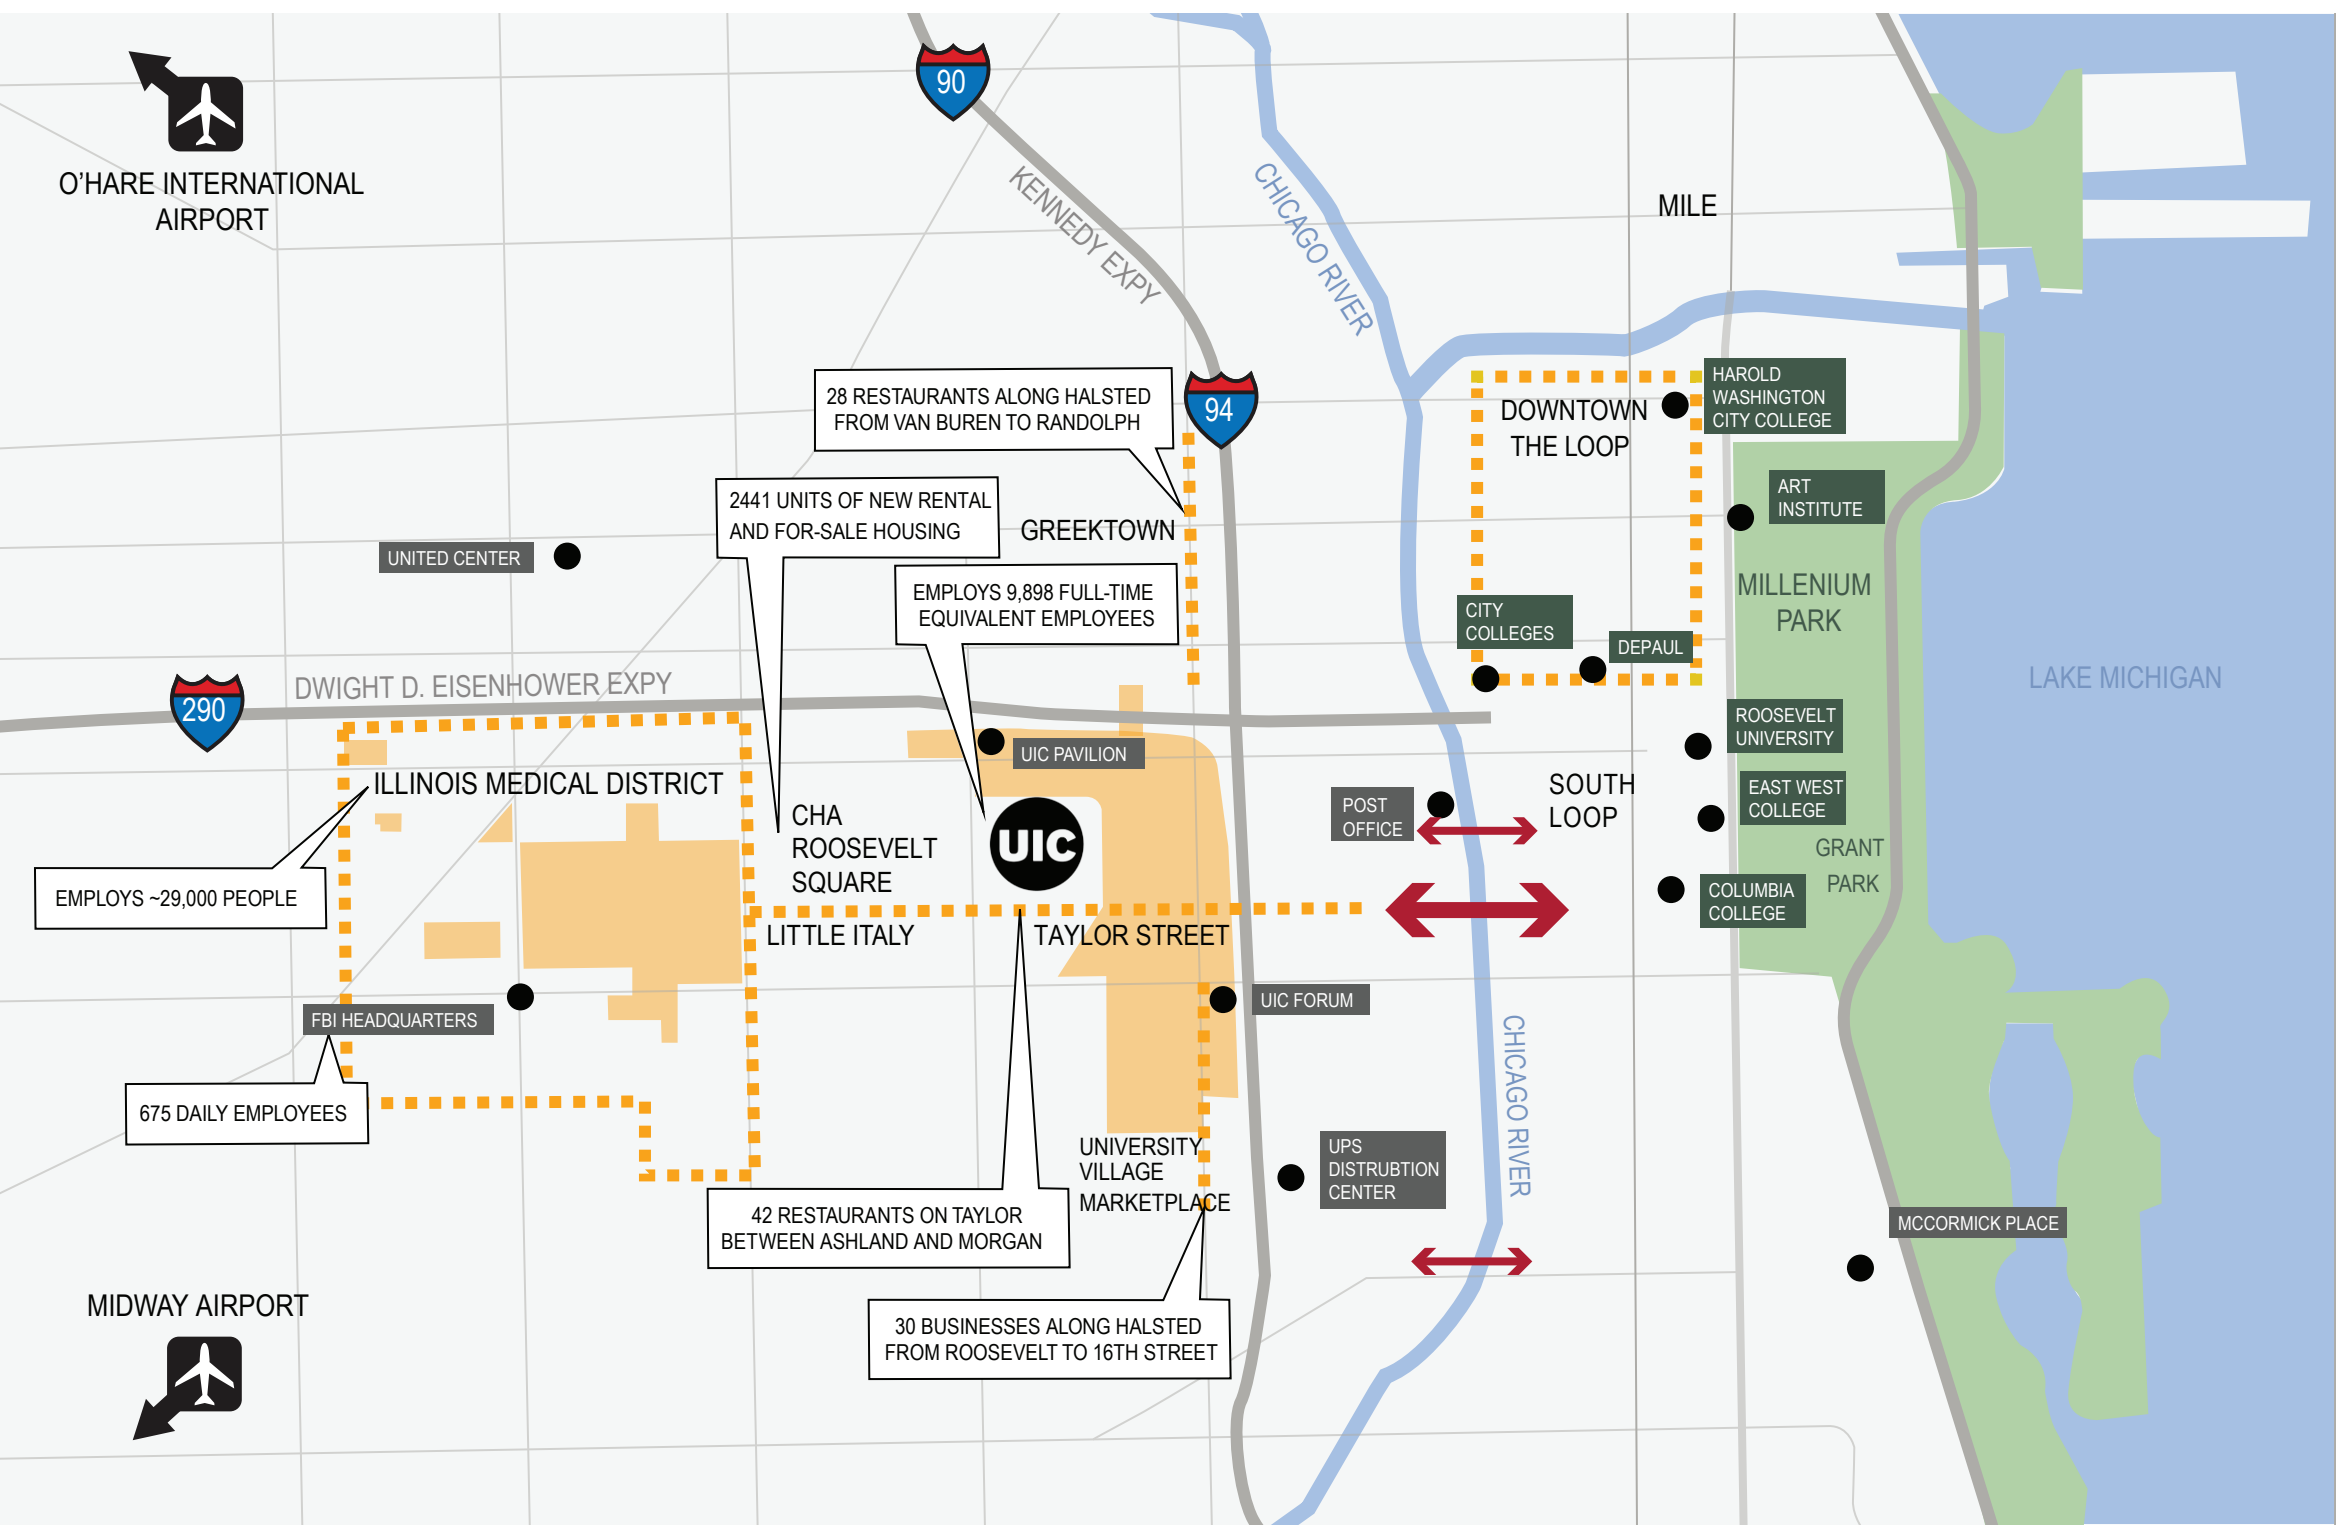 90
O'HARE INTERNATIONAL
AIRPORT
KENNEDY EXPY
CHICAGO RIVER
MILE
28 RESTAURANTS ALONG HALSTED
FROM VAN BUREN TO RANDOLPH
94
DOWNTOWN
THE LOOP
HAROLD
WASHINGTON
CITY COLLEGE
2441 UNITS OF NEW RENTAL
AND FOR-SALE HOUSING
GREEKTOWN
ART
INSTITUTE
UNITED CENTER
EMPLOYS 9,898 FULL-TIME
EQUIVALENT EMPLOYEES
MILLENIUM
PARK
CITY
COLLEGES
DEPAUL
LAKE MICHIGAN
290
DWIGHT D. EISENHOWER EXPY
ROOSEVELT
UNIVERSITY
UIC PAVILION
ILLINOIS MEDICAL DISTRICT
CHA
ROOSEVELT
SQUARE
UIC
POST
OFFICE
SOUTH
LOOP
EAST WEST
COLLEGE
GRANT
PARK
EMPLOYS ~29,000 PEOPLE
COLUMBIA
COLLEGE
LITTLE ITALY
TAYLOR STREET
FBI HEADQUARTERS
UIC FORUM
CHICAGO RIVER
675 DAILY EMPLOYEES
UNIVERSITY
VILLAGE
MARKETPLACE
UPS
DISTRUBTION
CENTER
42 RESTAURANTS ON TAYLOR
BETWEEN ASHLAND AND MORGAN
MCCORMICK PLACE
MIDWAY AIRPORT
30 BUSINESSES ALONG HALSTED
FROM ROOSEVELT TO 16TH STREET